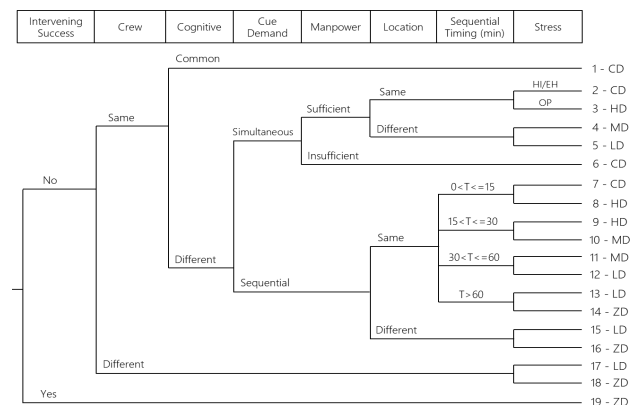 Intervening Success
Crew
Cognitive
Cue Demand
Manpower
Location
Sequential Timing (min)
Stress
Common
1 - CD
HI/EH
2 - CD
Same
OP
3 - HD
Sufficient
Same
Different
4 - MD
Simultaneous
5 - LD
Insufficient
6 - CD
No
0<T<=15
7 - CD
8 - HD
15<T<=30
9 - HD
Same
10 - MD
Different
30<T<=60
11 - MD
Sequential
12 - LD
T>60
13 - LD
14 - ZD
Different
15 - LD
16 - ZD
Different
17 - LD
18 - ZD
Yes
19 - ZD